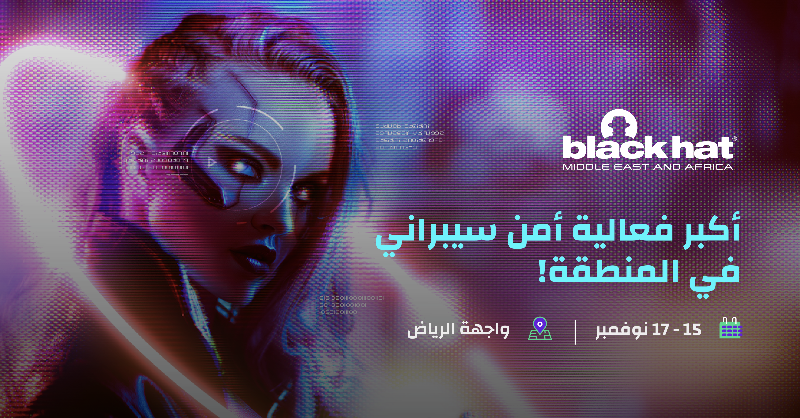 black hat
MIDDLE EAST AND AFRICA
أكبر فعالية أمن سيبراني
في المنطقة!
15 - 17 نوفمبر
واجهة الرياض